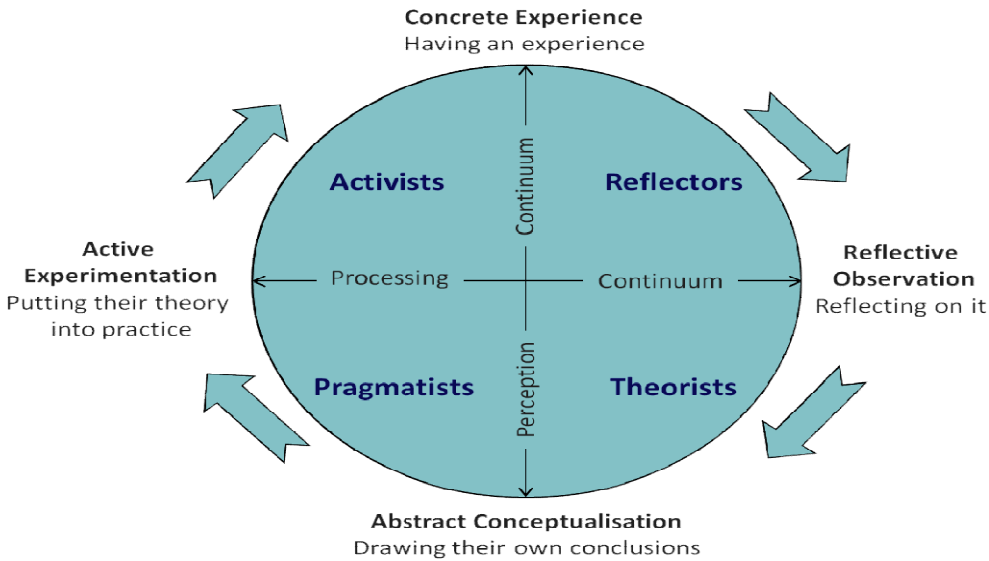 Concrete Experience
Having an experience
Continuum
Activists
Reflectors
Active
Experimentation
Putting their theory
into practice
Processing
Continuum
Reflective
Observation
Reflecting on it
Perception
Pragmatists
Theorists
Abstract Conceptualisation
Drawing their own conclusions